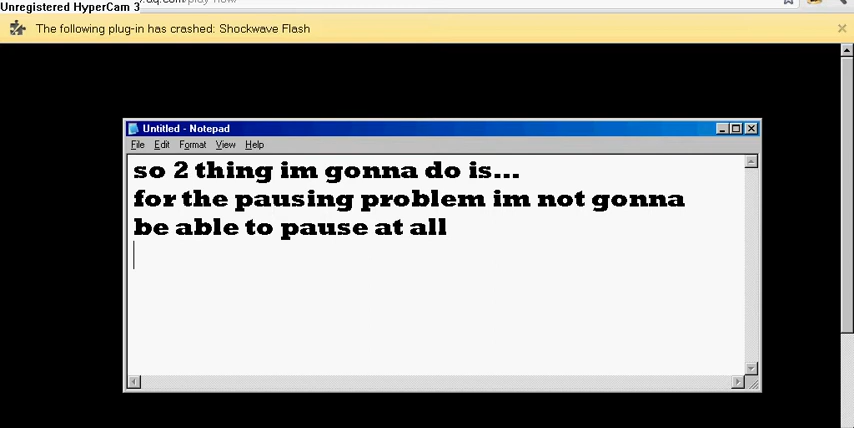 Unregistered HyperCam 3
The following plug-in has crashed: Shockwave Flash
Untitled - Notepad
File Edit Format View Help
so 2 thing im gonna do is...
for the pausing problem im not gonna
be able to pause at all